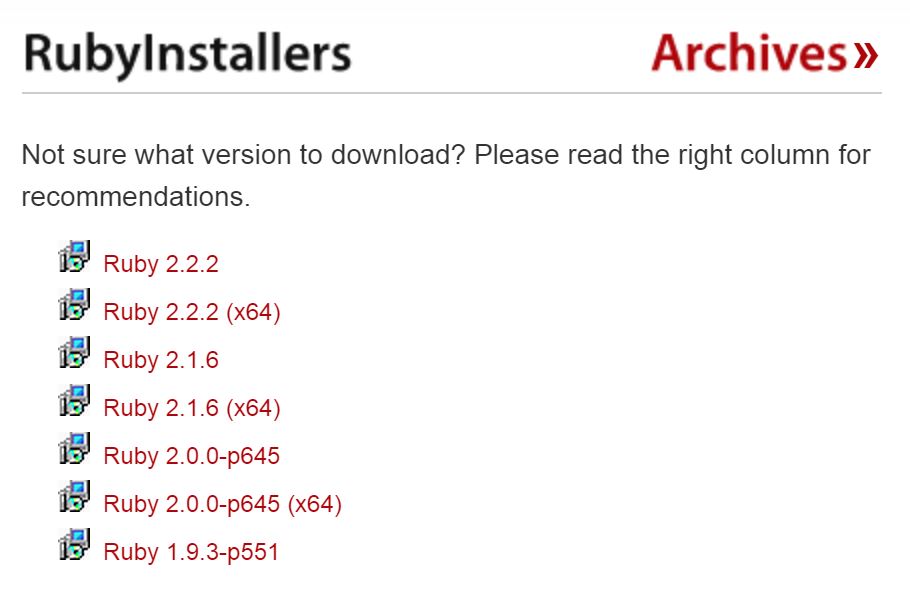 RubyInstallers Archives»
Not sure what version to download? Please read the right column for
recommendations.
Ruby 2.2.2
Ruby 2.2.2 (x64)
Ruby 2.1.6
Ruby 2.1.6 (x64)
Ruby 2.0.0-p645
Ruby 2.0.0-p645 (x64)
Ruby 1.9.3-p551